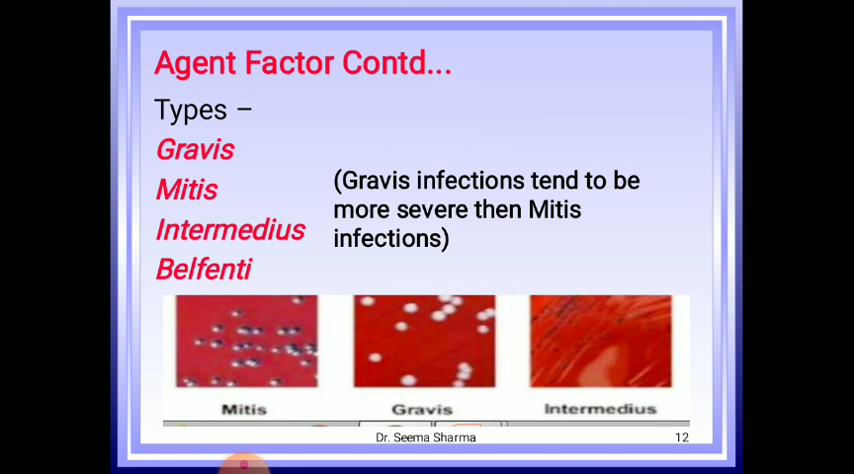 Agent Factor Contd...
Types –
Gravis
Mitis
Intermedius
Belfenti
(Gravis infections tend to be
more severe then Mitis
infections)
Mitis Gravis Intermedius
Dr. Seema Sharma 12